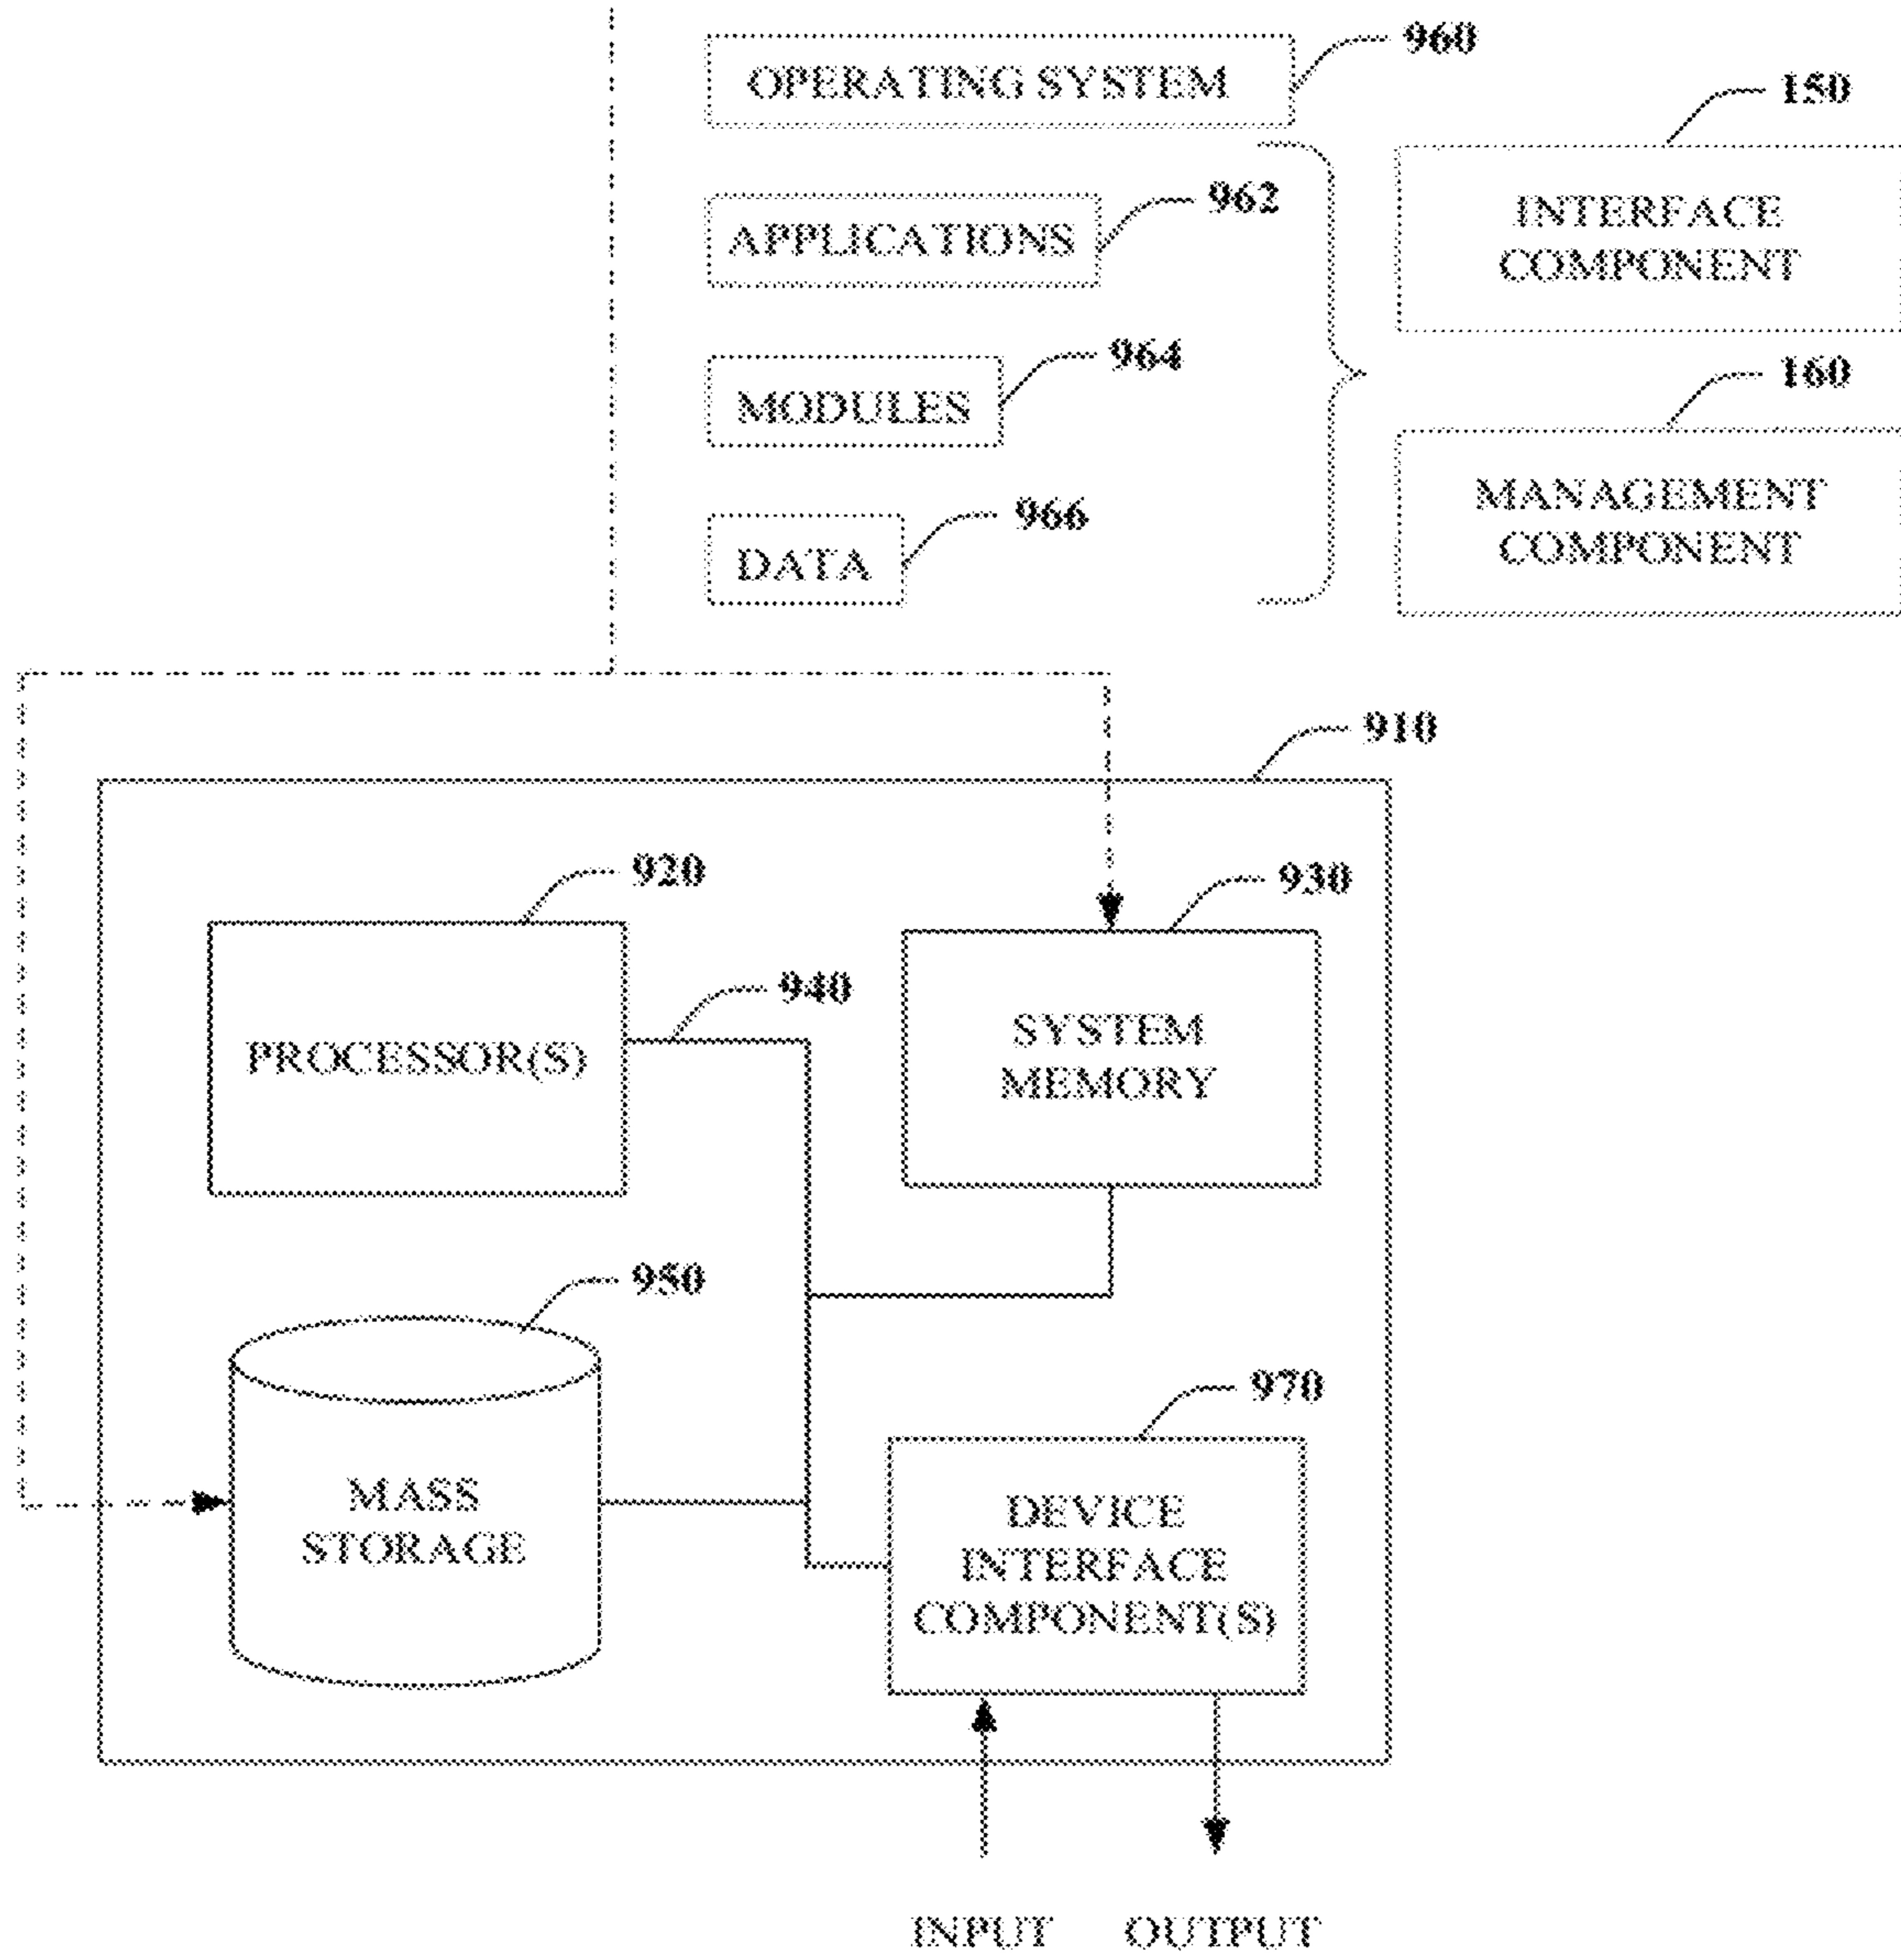 960
OPERATING SYSTEM
150
962
INTERFACE
COMPONENT
APPLICATIONS
964
160
MODULES
MANAGEMENT
COMPONENT
966
DATA
910
920
930
940
PROCESSOR(S)
SYSTEM
MEMORY
950
970
MASS
STORAGE
DEVICE
INTERFACE
COMPONENT(S)
INPUT
OUTPUT